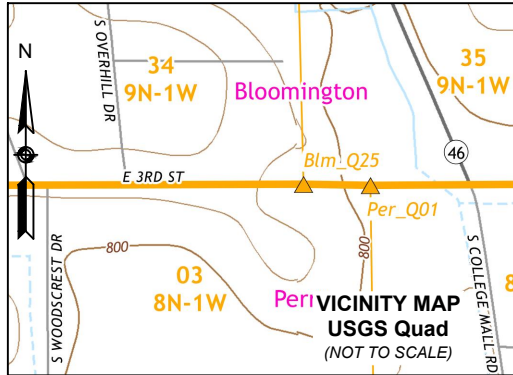 N
S OVERHILL DR
34
9N-1W
Bloomington
35
9N-1W
46
Blm_Q25
E 3RD ST
Per_Q01
S WOODSCREST DR
800
03
8N-1W
800
S COLLEGE MALL RD
8
VICINITY MAP
USGS Quad
(NOT TO SCALE)